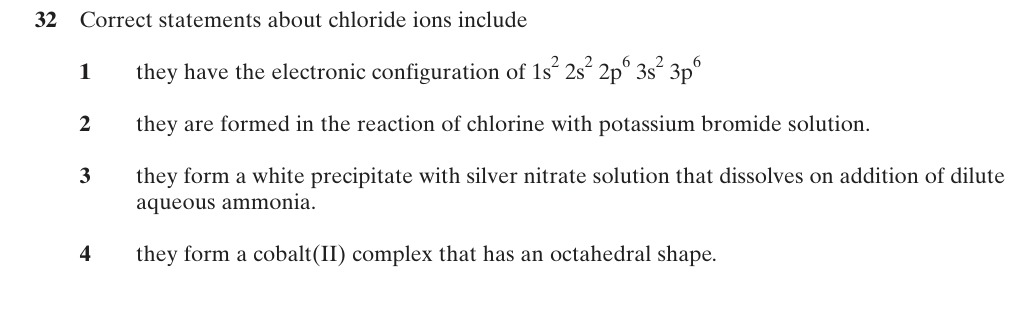 32 Correct statements about chloride ions include
1 they have the electronic configuration of 1s² 2s² 2p⁶ 3s² 3p⁶
2 they are formed in the reaction of chlorine with potassium bromide solution.
3 they form a white precipitate with silver nitrate solution that dissolves on addition of dilute
aqueous ammonia.
4 they form a cobalt(II) complex that has an octahedral shape.